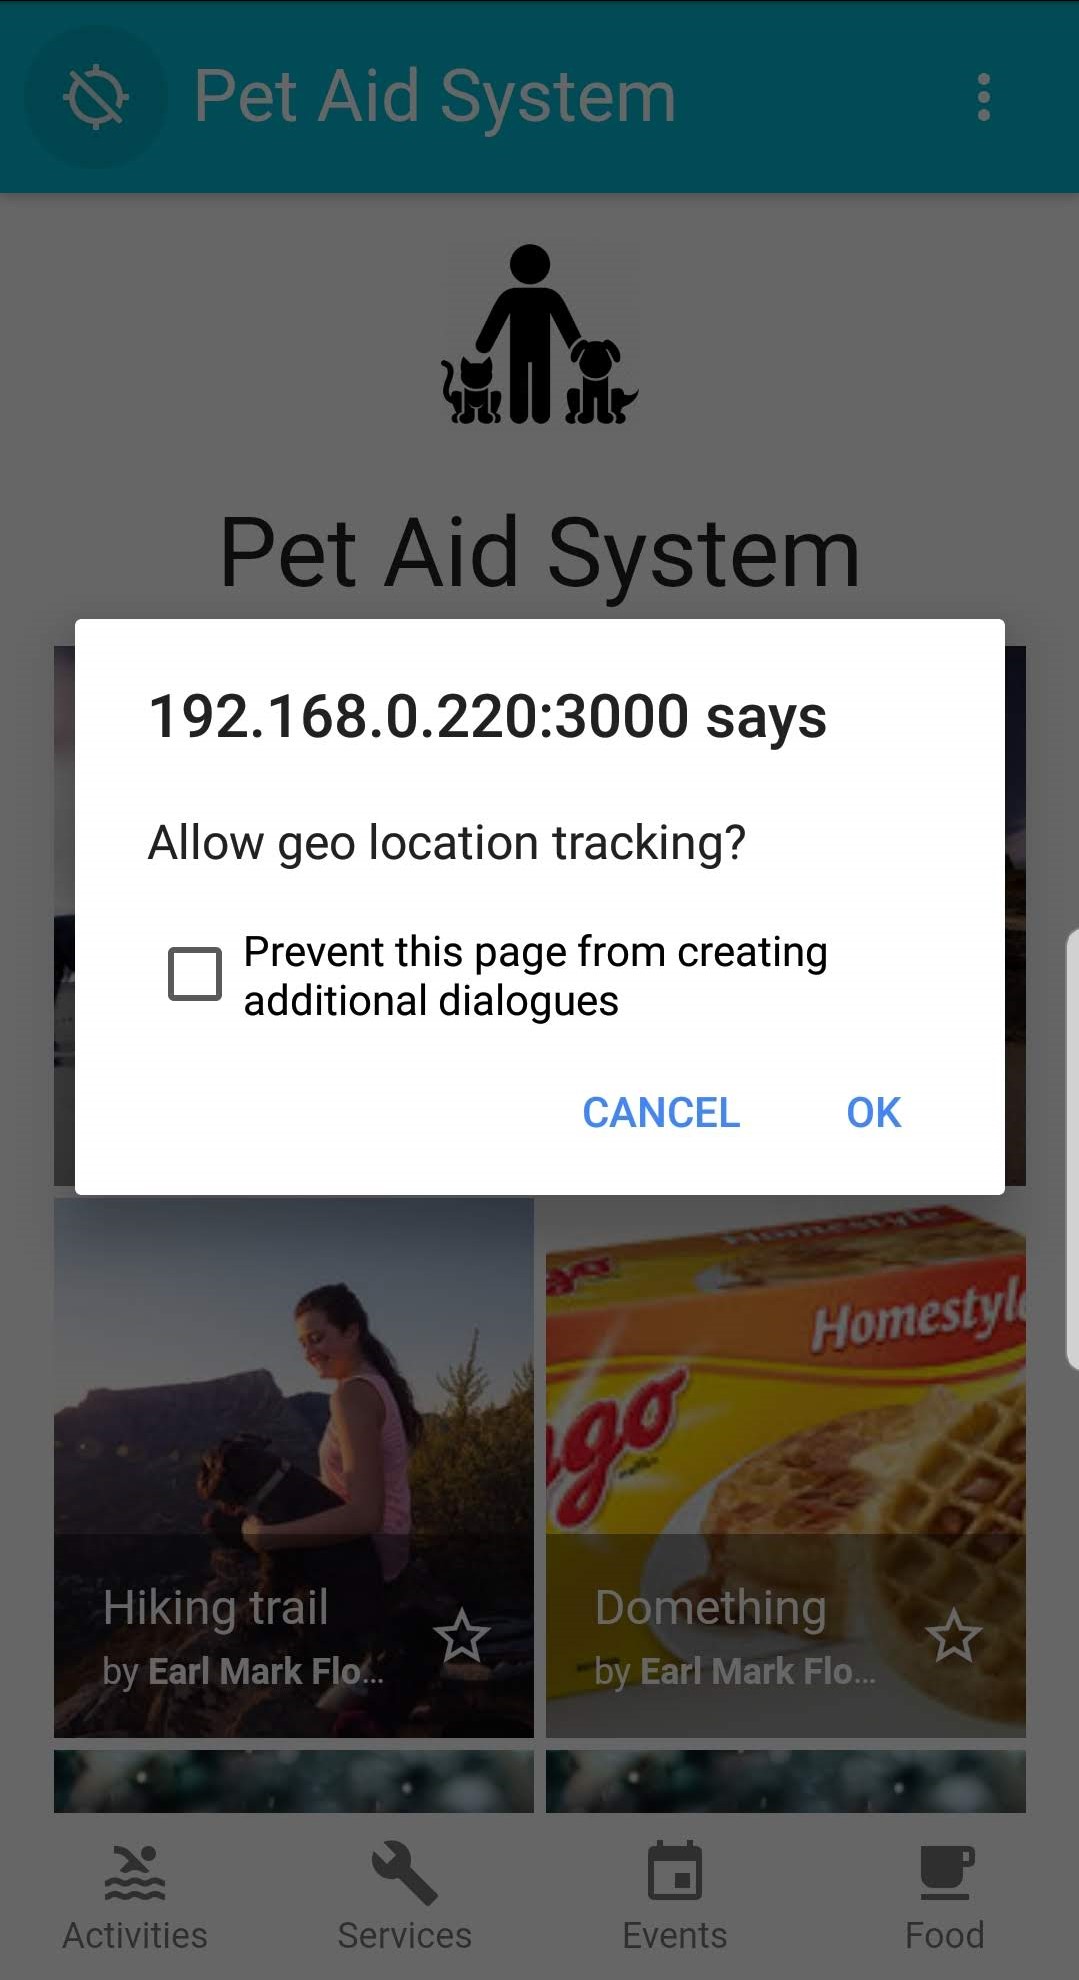 Pet Aid System
Pet Aid System
192.168.0.220:3000 says
Allow geo location tracking?
Prevent this page from creating
additional dialogues
CANCEL OK
Homestyle
Homestyle
go
Hiking trail
by Earl Mark Flo...
Domething
by Earl Mark Flo...
Activities Services Events Food